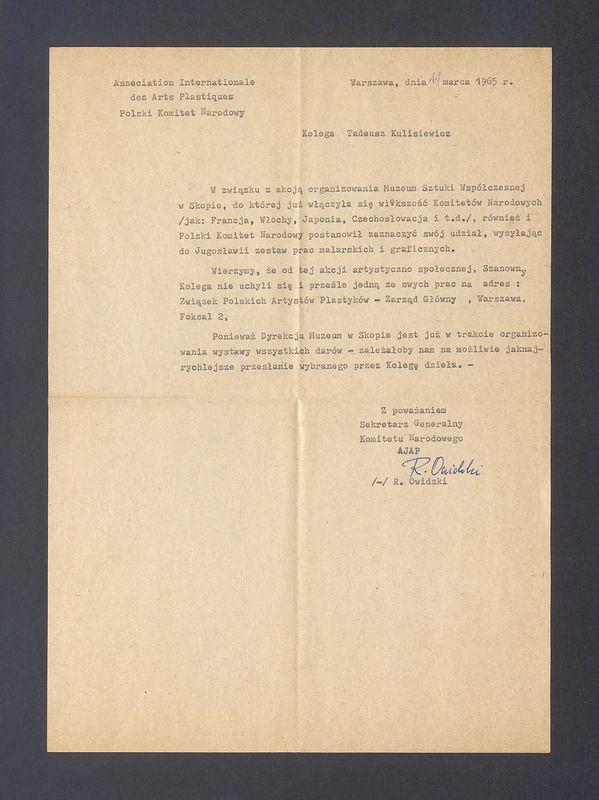 Asseciation Internationale
des Arts Plastiques
Polski Komitet Narodowy
Warszawa, dnia 11 marca 1965 r.
Kolega Tadeusz Kulisiewicz
W związku z akcją organizowania Muzeum Sztuki Współczesnej
w Skopie, do której już włączyła się większość Komitetów Narodowych
/jak: Francja, Włochy, Japonia, Czechosłowacja i t.d./, również i
Polski Komitet Narodowy postanowił zaznaczyć swój udział, wysyłając
do Jugosławii zestaw prac malarskich i graficznych.
Wierzymy, że od tej akcji artystyczno społecznej, Szanowny
Kolega nie uchyli się i prześle jedną ze swych prac na adres :
Związek Polskich Artystów Plastyków - Zarząd Główny , Warszawa,
Foksal 2,
Ponieważ Dyrekcja Muzeum w Skopie jest już w trakcie organizo-
wania wystawy wszystkich darów - zależałoby nam na możliwie jaknaj-
rychlejsze przesłanie wybranego przez Kolegę dzieła. -
Z poważaniem
Sekretarz Generalny
Komitetu Narodowego
AJAP
R. Owidzki
/-/ R. Owidzki